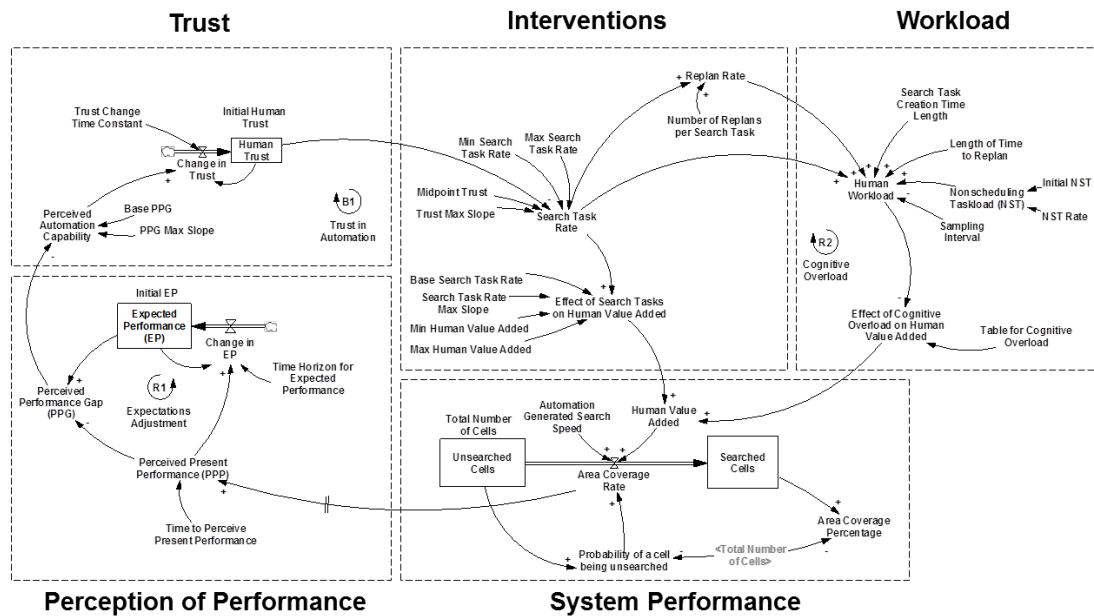 Trust
Interventions
Workload
Trust Change
Time Constant
Initial Human
Trust
Human Trust
Change in
Trust
+
Perceived
Automation
Capability
-
Base PPG
PPG Max Slope
B1
Trust in
Automation
+ Replan Rate
+
Number of Replans
per Search Task
Min Search
Task Rate
Max Search
Task Rate
Midpoint Trust
Trust Max Slope
-
Search Task
Rate
Base Search Task Rate
Search Task Rate
Max Slope
Min Human Value Added
Max Human Value Added
+
Effect of Search Tasks
on Human Value Added
Search Task
Creation Time
Length
Length of Time
to Replan
+ + + + +
Human
Workload
-
Nonscheduling
Taskload (NST)
Initial NST
NST Rate
Sampling
Interval
R2
Cognitive
Overload
-
Effect of Cognitive
Overload on Human
Value Added
Table for Cognitive
Overload
Initial EP
Expected
Performance
(EP)
Change in
EP
+
Time Horizon for
Expected
Performance
R1
Expectations
Adjustment
+
Perceived
Performance Gap
(PPG)
-
Perceived Present
Performance (PPP)
+
Time to Perceive
Present Performance
Total Number
of Cells
Unsearched
Cells
Automation
Generated Search
Speed
+
Human Value
Added
+
+ +
Area Coverage
Rate
+
Searched
Cells
+
Area Coverage
Percentage
-
+
Probability of a cell
being unsearched
-
<Total Number
of Cells>
Perception of Performance
System Performance